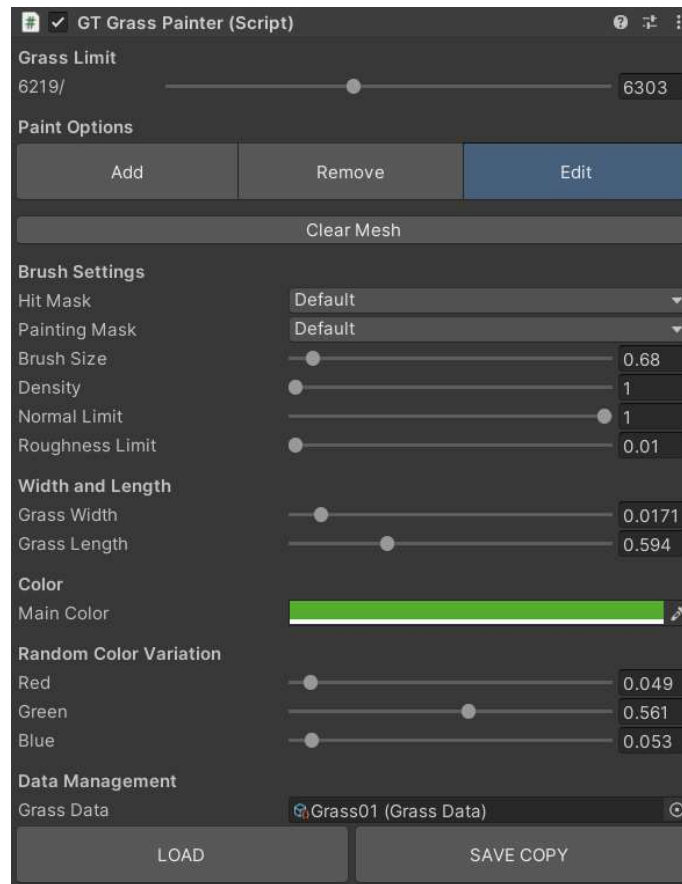 # GT Grass Painter (Script)
Grass Limit
6219/ 6303
Paint Options
Add Remove Edit
Clear Mesh
Brush Settings
Hit Mask Default
Painting Mask Default
Brush Size 0.68
Density 1
Normal Limit 1
Roughness Limit 0.01
Width and Length
Grass Width 0.0171
Grass Length 0.594
Color
Main Color
Random Color Variation
Red 0.049
Green 0.561
Blue 0.053
Data Management
Grass Data Grass01 (Grass Data)
LOAD SAVE COPY